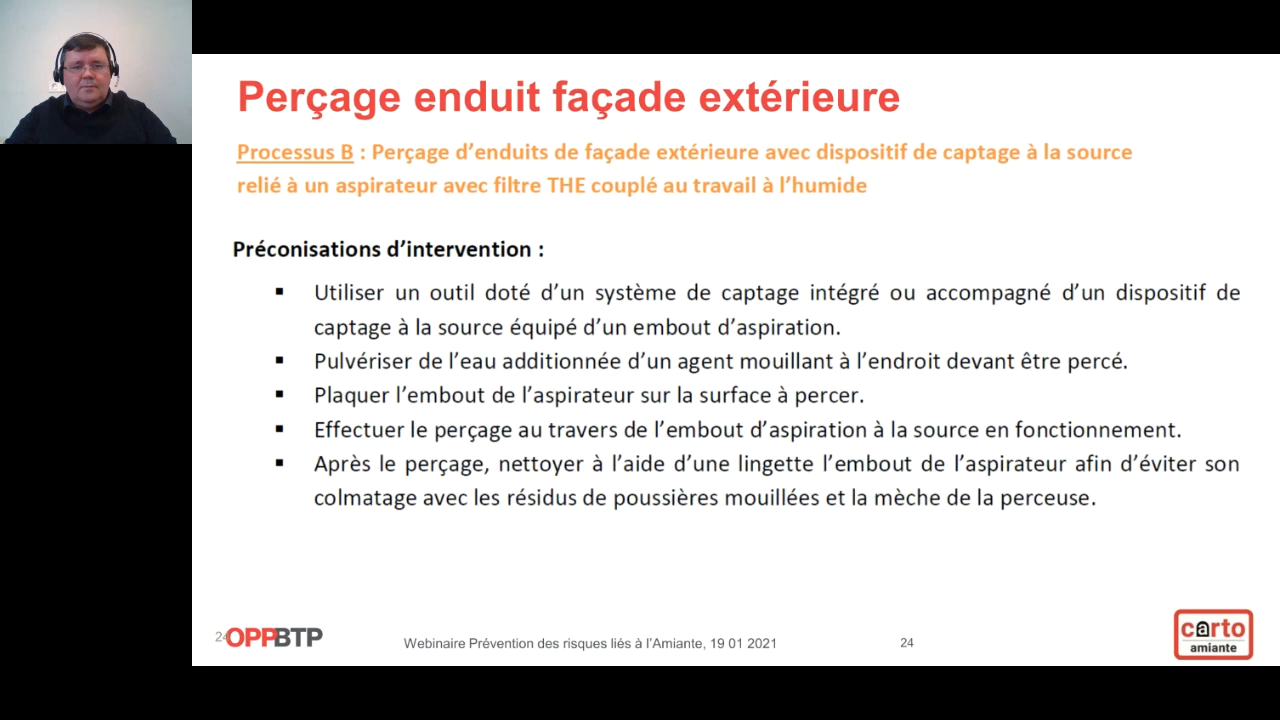 Perçage enduit façade extérieure
Processus B : Perçage d’enduits de façade extérieure avec dispositif de captage à la source
relié à un aspirateur avec filtre THE couplé au travail à l’humide
Préconisations d’intervention :
▪ Utiliser un outil doté d’un système de captage intégré ou accompagné d’un dispositif de
captage à la source équipé d’un embout d’aspiration.
▪ Pulvériser de l’eau additionnée d’un agent mouillant à l’endroit devant être percé.
▪ Plaquer l’embout de l’aspirateur sur la surface à percer.
▪ Effectuer le perçage au travers de l’embout d’aspiration à la source en fonctionnement.
▪ Après le perçage, nettoyer à l’aide d’une lingette l’embout de l’aspirateur afin d’éviter son
colmatage avec les résidus de poussières mouillées et la mèche de la perceuse.
24 OPPBTP
Webinaire Prévention des risques liés à l’Amiante, 19 01 2021
24
carto
amiante